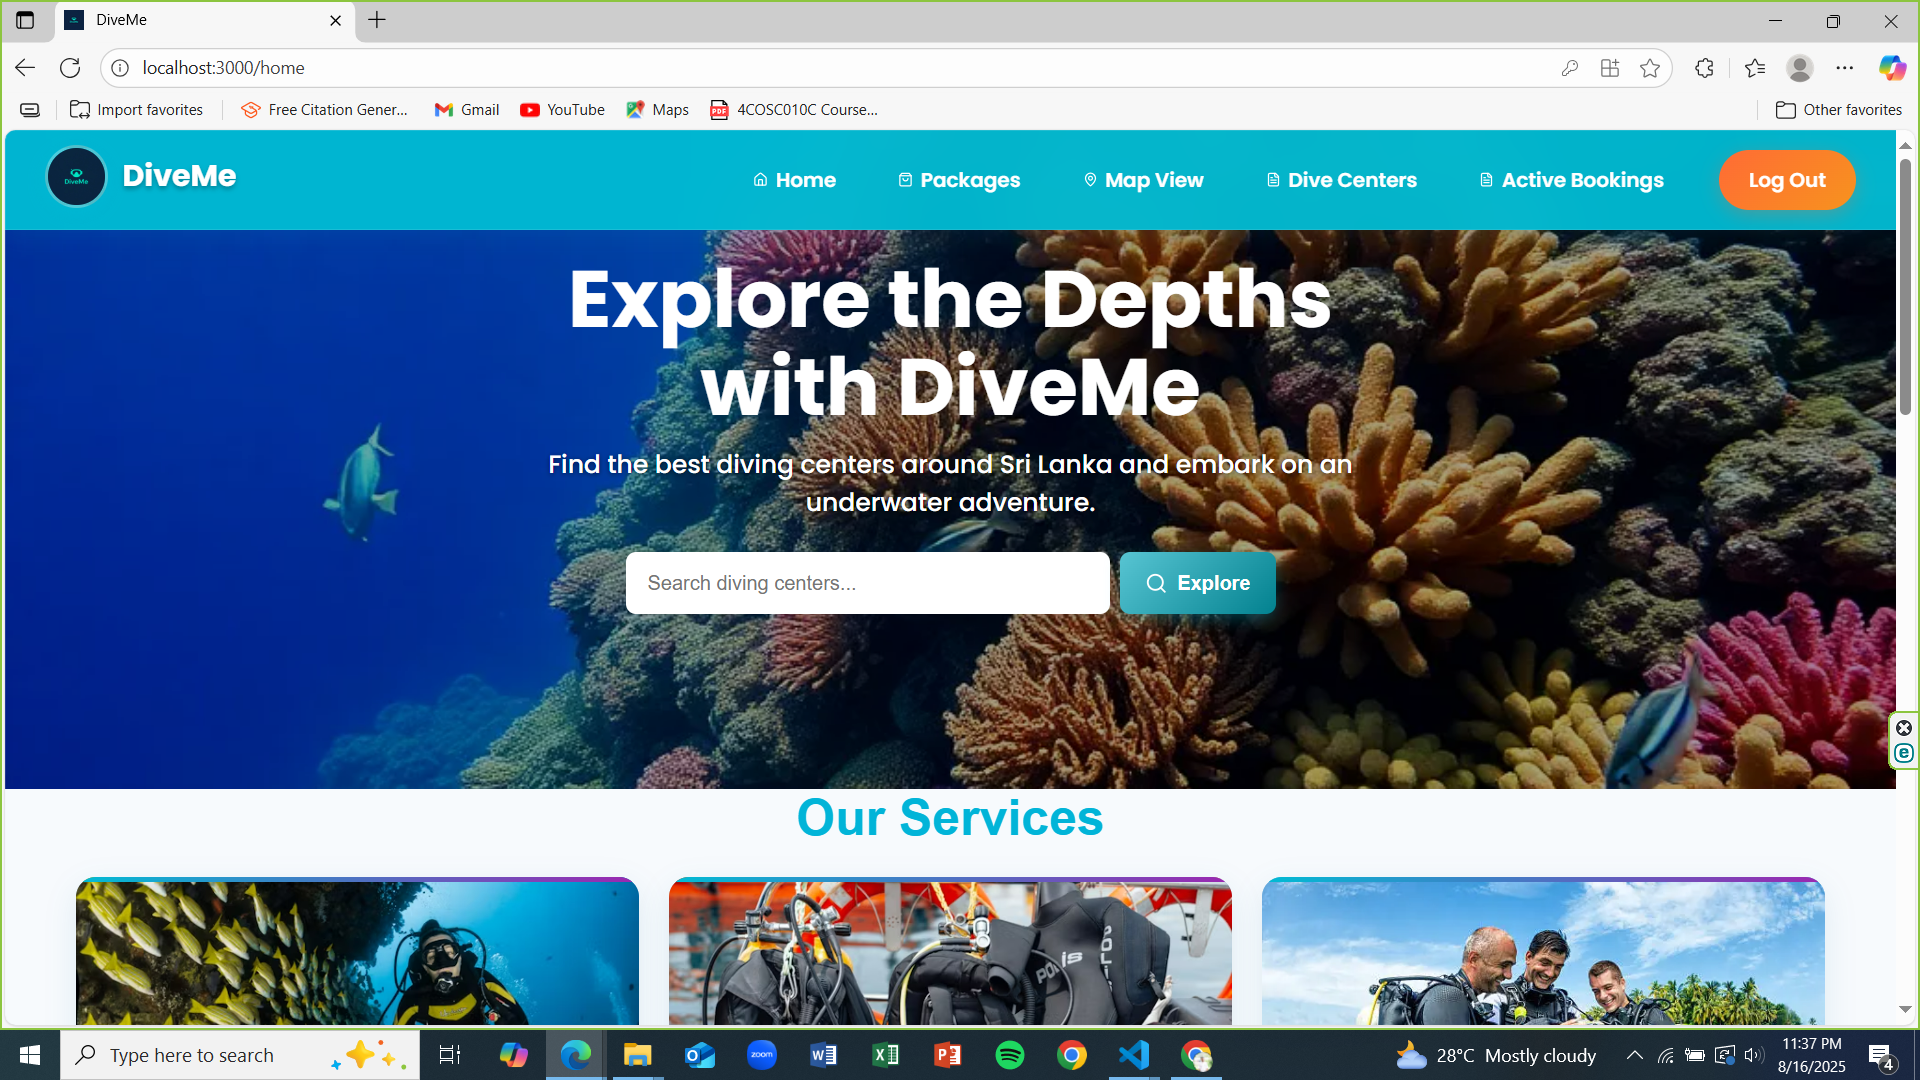 DiveMe
localhost:3000/home
Import favorites
Free Citation Gener...
Gmail
YouTube
Maps
4COSC010C Course...
Other favorites
DiveMe
DiveMe
Home
Packages
Map View
Dive Centers
Active Bookings
Log Out
Explore the Depths
with DiveMe
Find the best diving centers around Sri Lanka and embark on an
underwater adventure.
Search diving centers...
Explore
Our Services
Type here to search
zoom
28°C Mostly cloudy
11:37 PM
8/16/2025
4